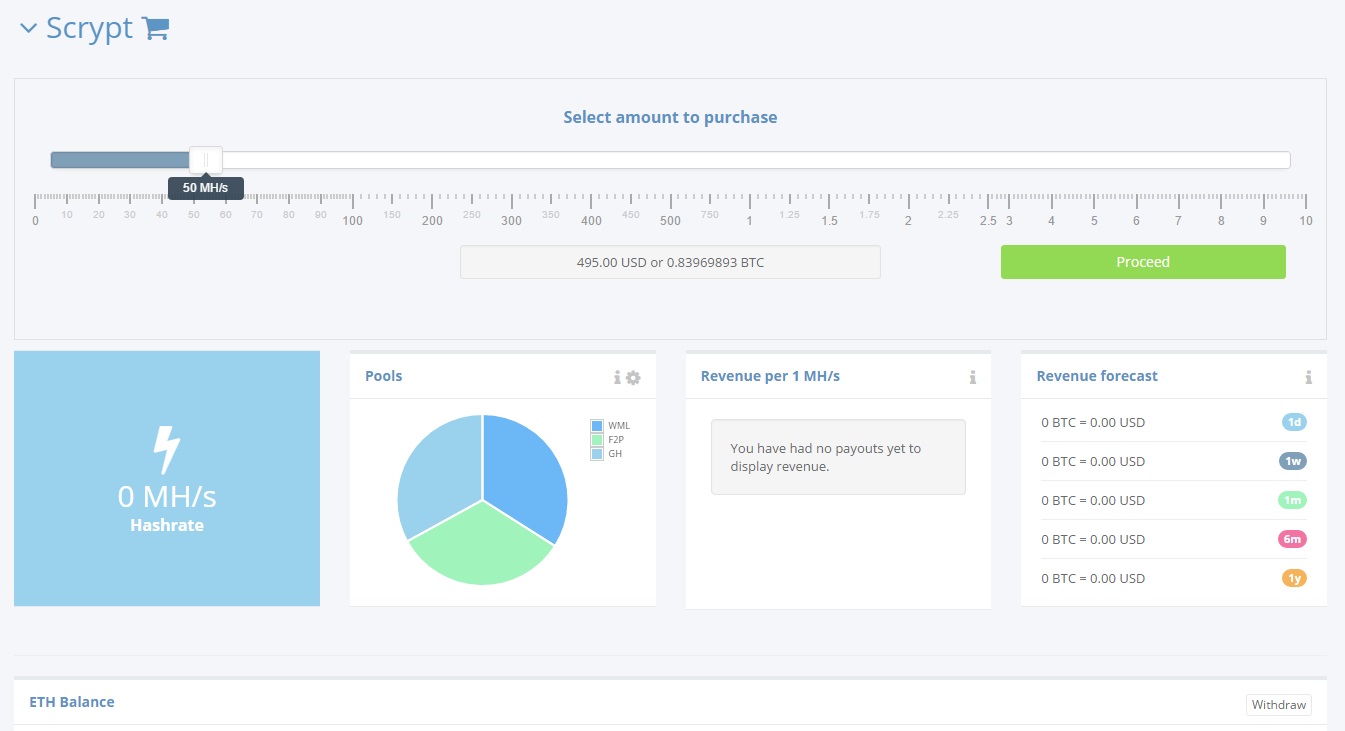 Scrypt
Select amount to purchase
50 MH/s
10 20 30 40 50 60 70 80 90 150 250 350 450 750 1.25 1.75 2.25
0 100 200 300 400 500 1 1.5 2 2.5 3 4 5 6 7 8 9 10
495.00 USD or 0.83969893 BTC
Proceed
0 MH/s
Hashrate
Pools
WML
F2P
GH
Revenue per 1 MH/s
You have had no payouts yet to
display revenue.
Revenue forecast
0 BTC = 0.00 USD 1d
0 BTC = 0.00 USD 1w
0 BTC = 0.00 USD 1m
0 BTC = 0.00 USD 6m
0 BTC = 0.00 USD 1y
ETH Balance
Withdraw